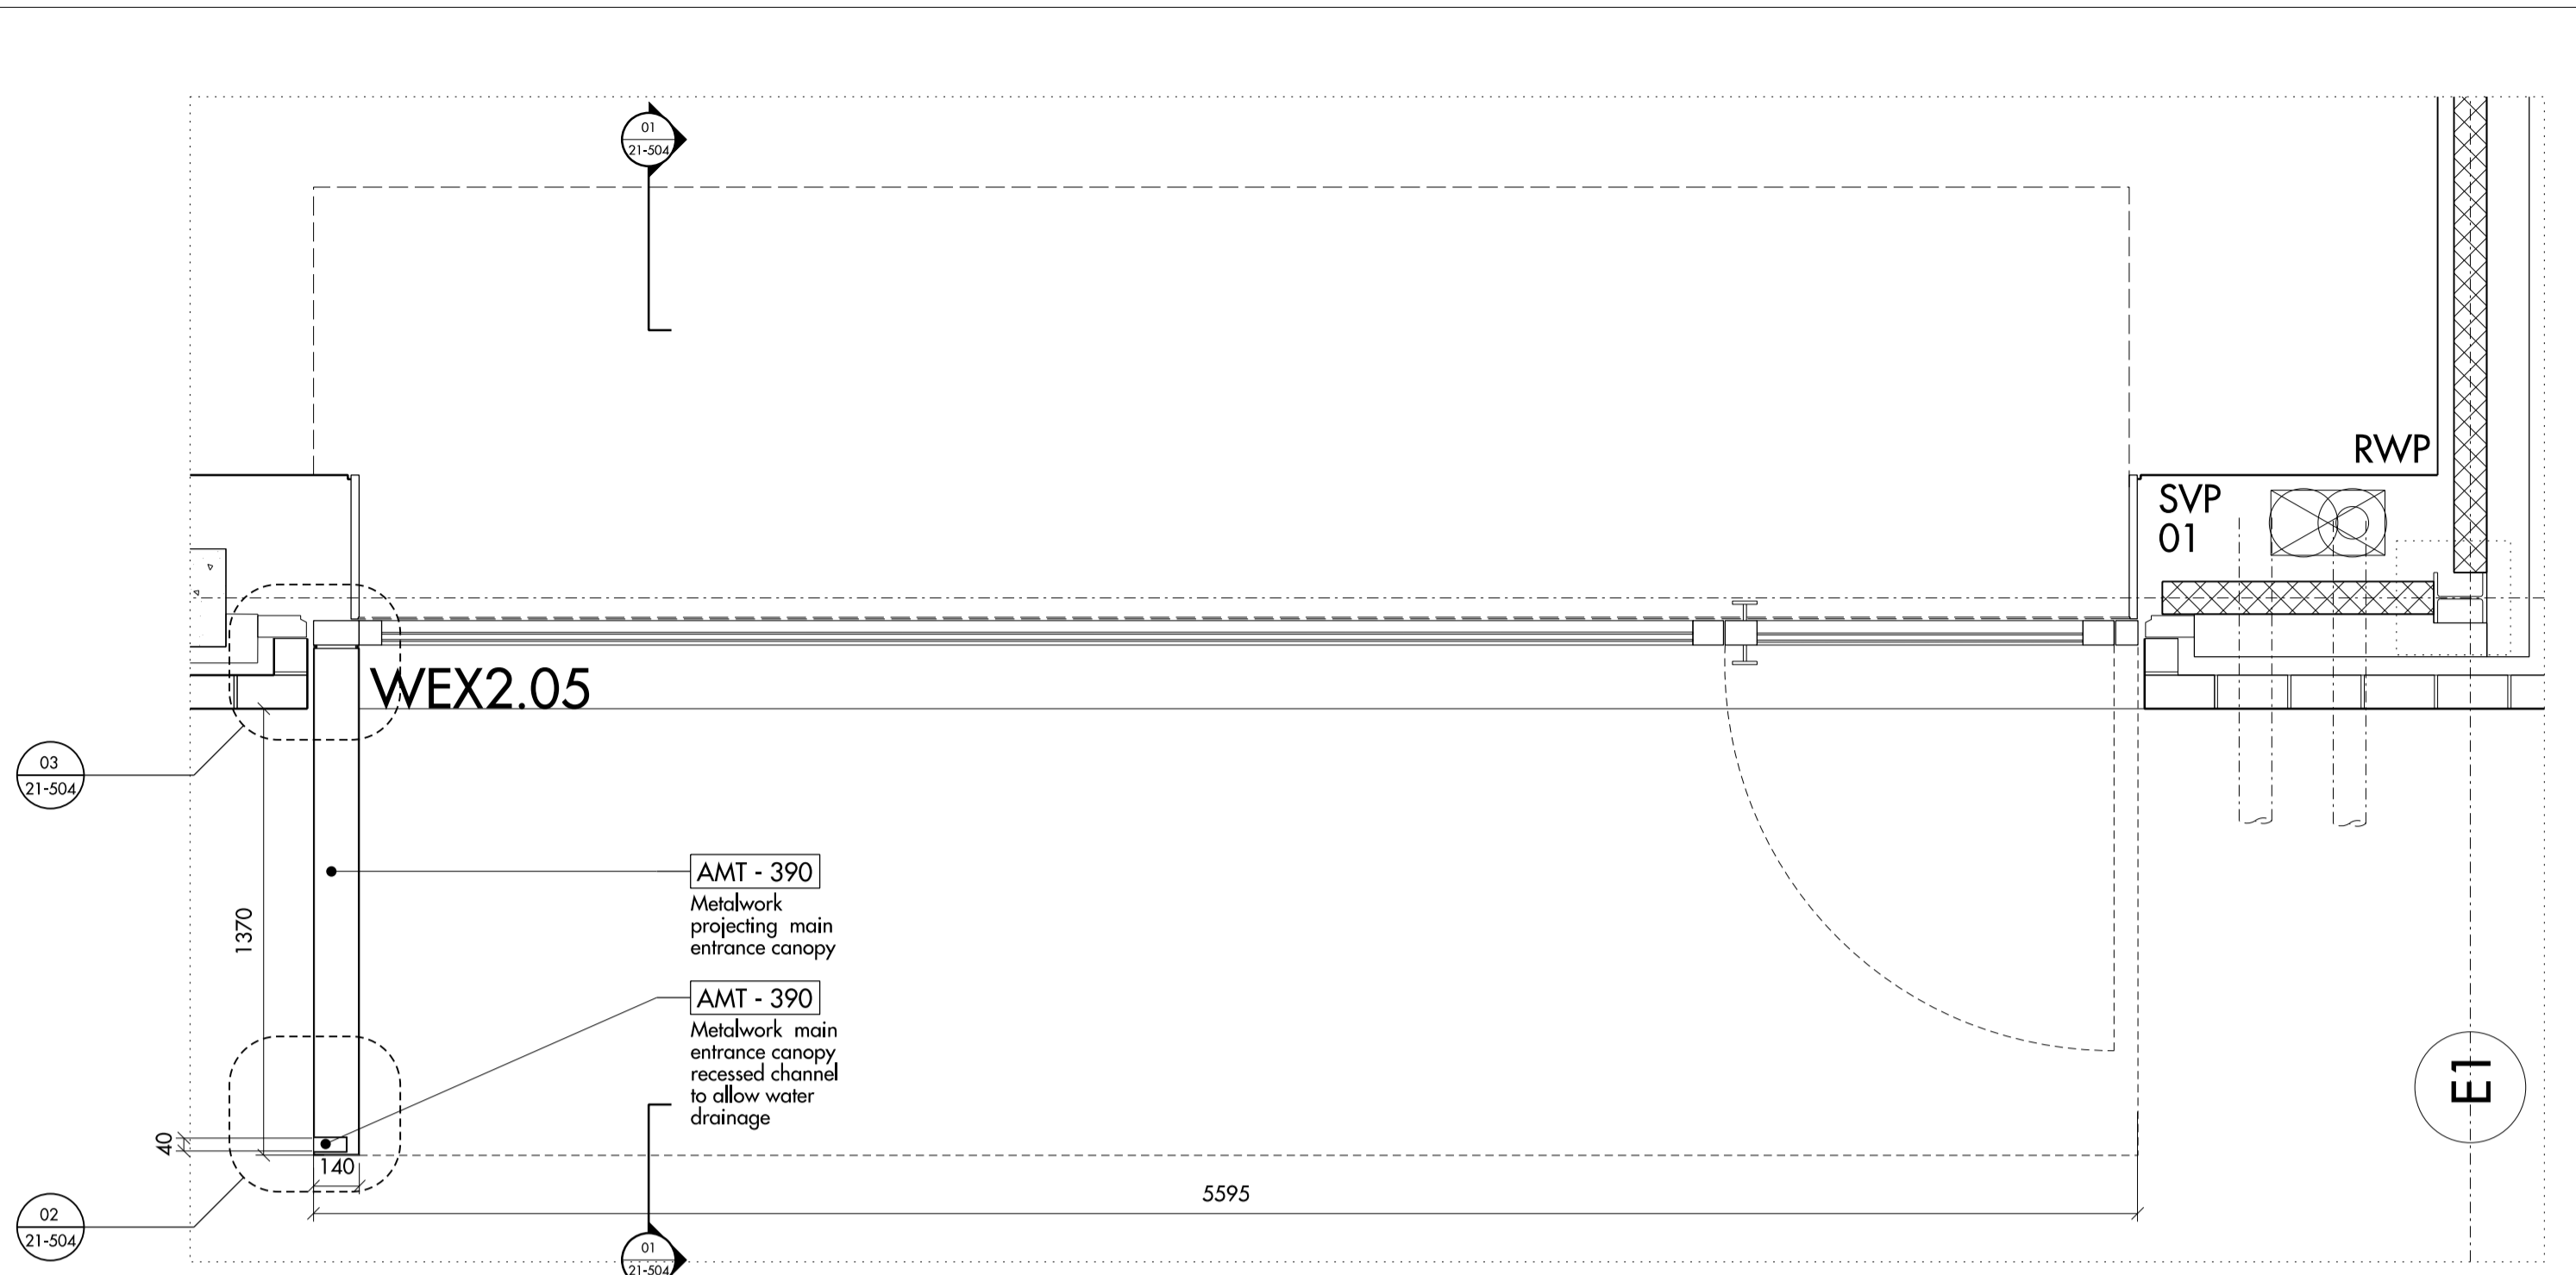 01
21-504
RWP
SVP
01
WEX2.05
03
21-504
AMT - 390
Metalwork
projecting main
entrance canopy
1370
AMT - 390
Metalwork main
entrance canopy
recessed channel
to allow water
drainage
E1
40
140
5595
02
21-504
01
21-504